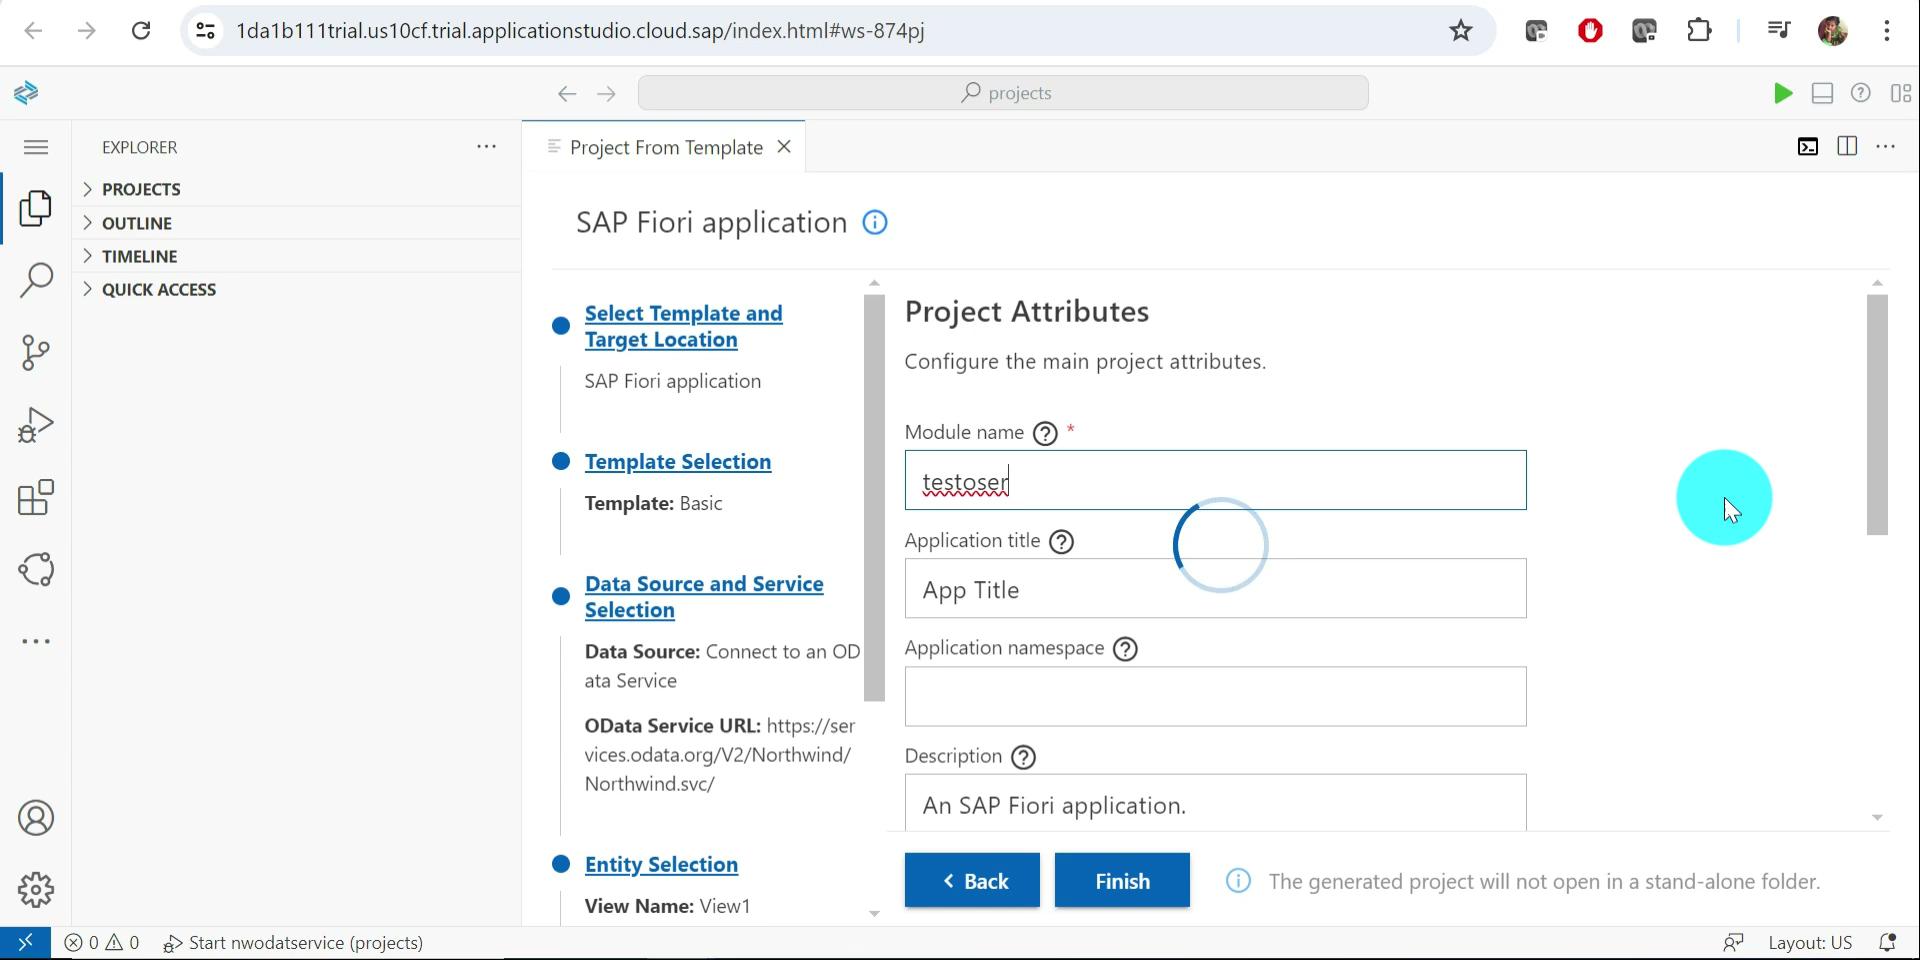 1da1b111trial.us10cf.trial.applicationstudio.cloud.sap/index.html#ws-874pj
projects
EXPLORER
Project From Template
PROJECTS
OUTLINE
TIMELINE
QUICK ACCESS
SAP Fiori application
Select Template and
Target Location
SAP Fiori application
Template Selection
Template: Basic
Data Source and Service
Selection
Data Source: Connect to an OD
ata Service
OData Service URL: https://ser
vices.odata.org/V2/Northwind/
Northwind.svc/
Entity Selection
View Name: View1
Project Attributes
Configure the main project attributes.
Module name *
testoser
Application title
App Title
Application namespace
Description
An SAP Fiori application.
Back
Finish
The generated project will not open in a stand-alone folder.
0 0 Start nwodatservice (projects)
Layout: US